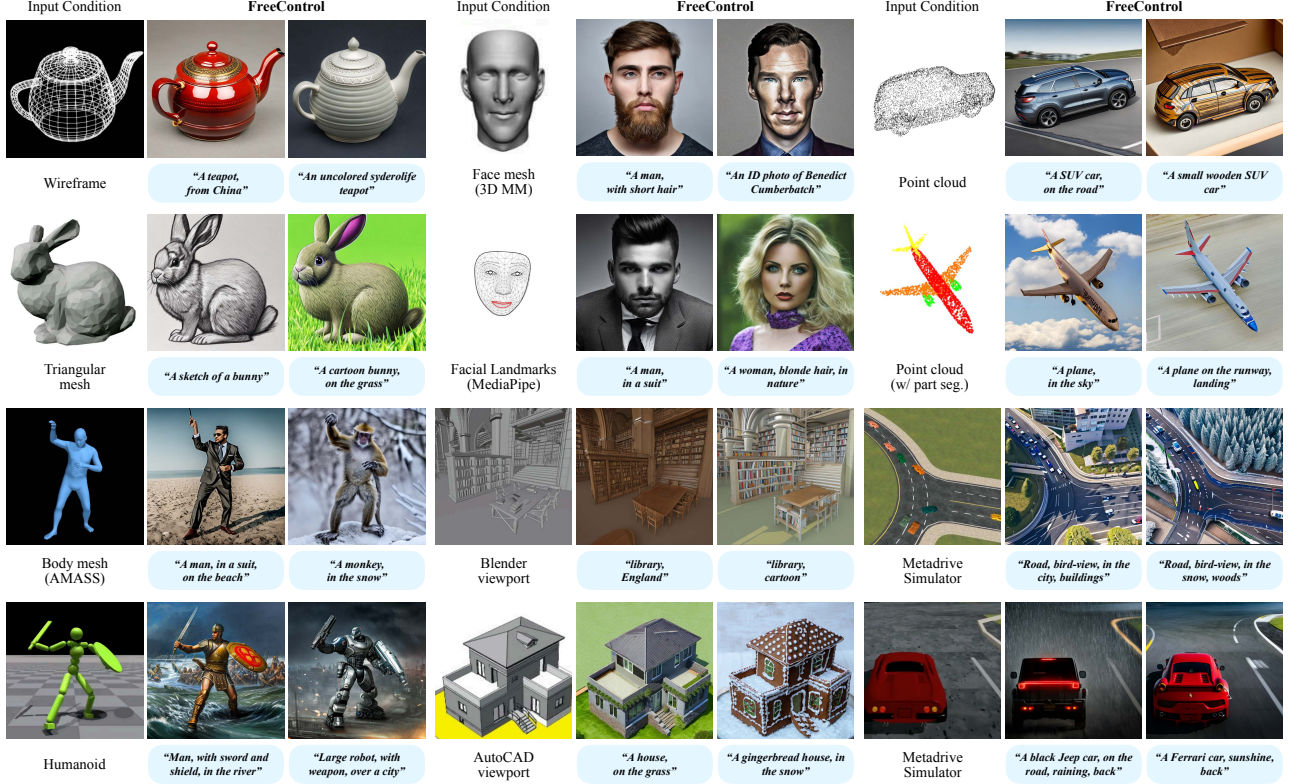 Input Condition
FreeControl
Input Condition
FreeControl
Input Condition
FreeControl
Wireframe
“A teapot,
from China”
“An uncolored syderolife
teapot”
Face mesh
(3D MM)
“A man,
with short hair”
“An ID photo of Benedict
Cumberbatch”
Point cloud
“A SUV car,
on the road”
“A small wooden SUV
car”
Triangular
mesh
“A sketch of a bunny”
“A cartoon bunny,
on the grass”
Facial Landmarks
(MediaPipe)
“A man,
in a suit”
“A woman, blonde hair, in
nature”
Point cloud
(w/ part seg.)
“A plane,
in the sky”
“A plane on the runway,
landing”
Body mesh
(AMASS)
“A man, in a suit,
on the beach”
“A monkey,
in the snow”
Blender
viewport
“library,
England”
“library,
cartoon”
Metadrive
Simulator
“Road, bird-view, in the
city, buildings”
“Road, bird-view, in the
snow, woods”
Humanoid
“Man, with sword and
shield, in the river”
“Large robot, with
weapon, over a city”
AutoCAD
viewport
“A house,
on the grass”
“A gingerbread house, in
the snow”
Metadrive
Simulator
“A black Jeep car, on the
road, raining, back”
“A Ferrari car, sunshine,
back”